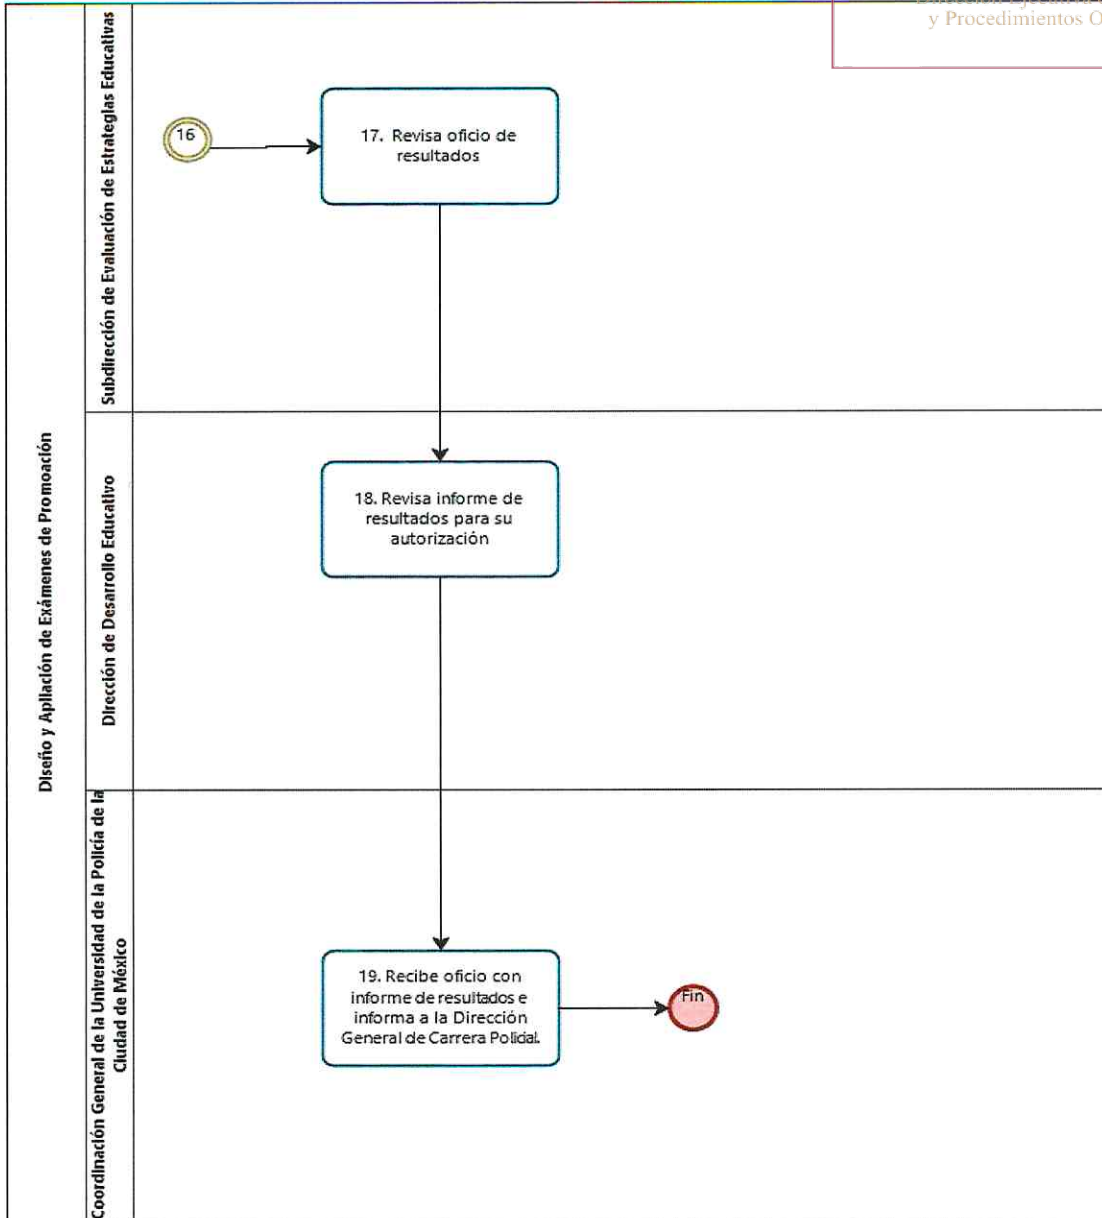 y Procedimientos O
Diseño y Apliación de Exámenes de Promoación
Subdirección de Evaluación de Estrategias Educativas
16
17. Revisa oficio de
resultados
Dirección de Desarrollo Educativo
18. Revisa informe de
resultados para su
autorización
Coordinación General de la Universidad de la Policía de la
Ciudad de México
19. Recibe oficio con
informe de resultados e
informa a la Dirección
General de Carrera Policial.
Fin